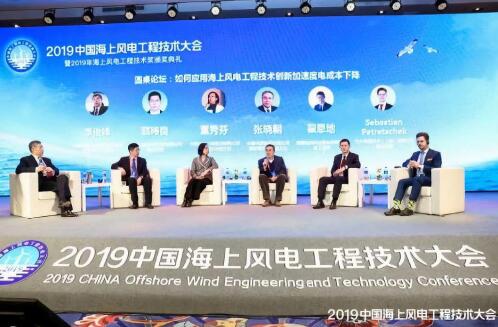 2019中国海上风电工程技术大会
暨2019年海上风电工程技术奖颁奖典礼
圆桌论坛：如何应用海上风电工程技术创新加速度电成本下降
董秀芬
张晓朝
翟恩地
Sebastian
Petretschek
2019中国海上风电工程技术大会
2019 CHINA Offshore Wind Engineering and Technology Conference
2019中国海上风电工程技术大会